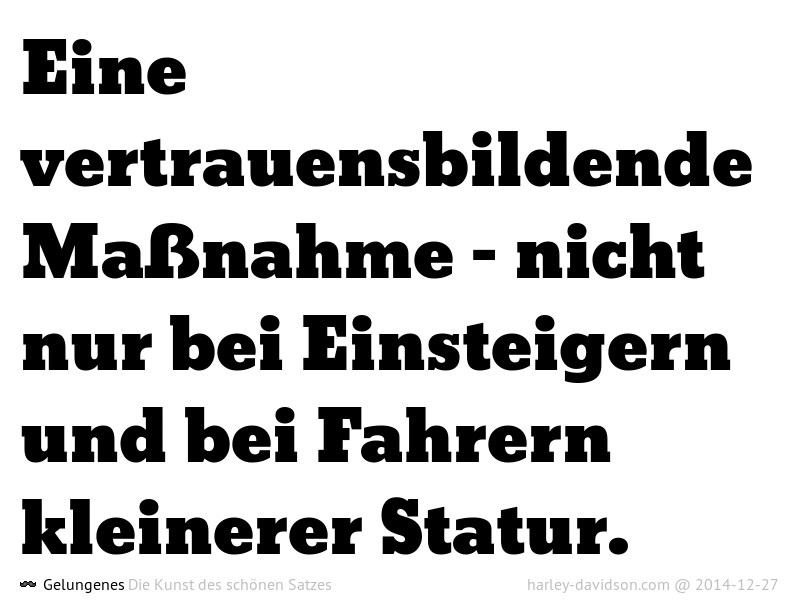 Eine
vertrauensbildende
Maßnahme - nicht
nur bei Einsteigern
und bei Fahrern
kleinerer Statur.
Gelungenes Die Kunst des schönen Satzes harley-davidson.com @ 2014-12-27